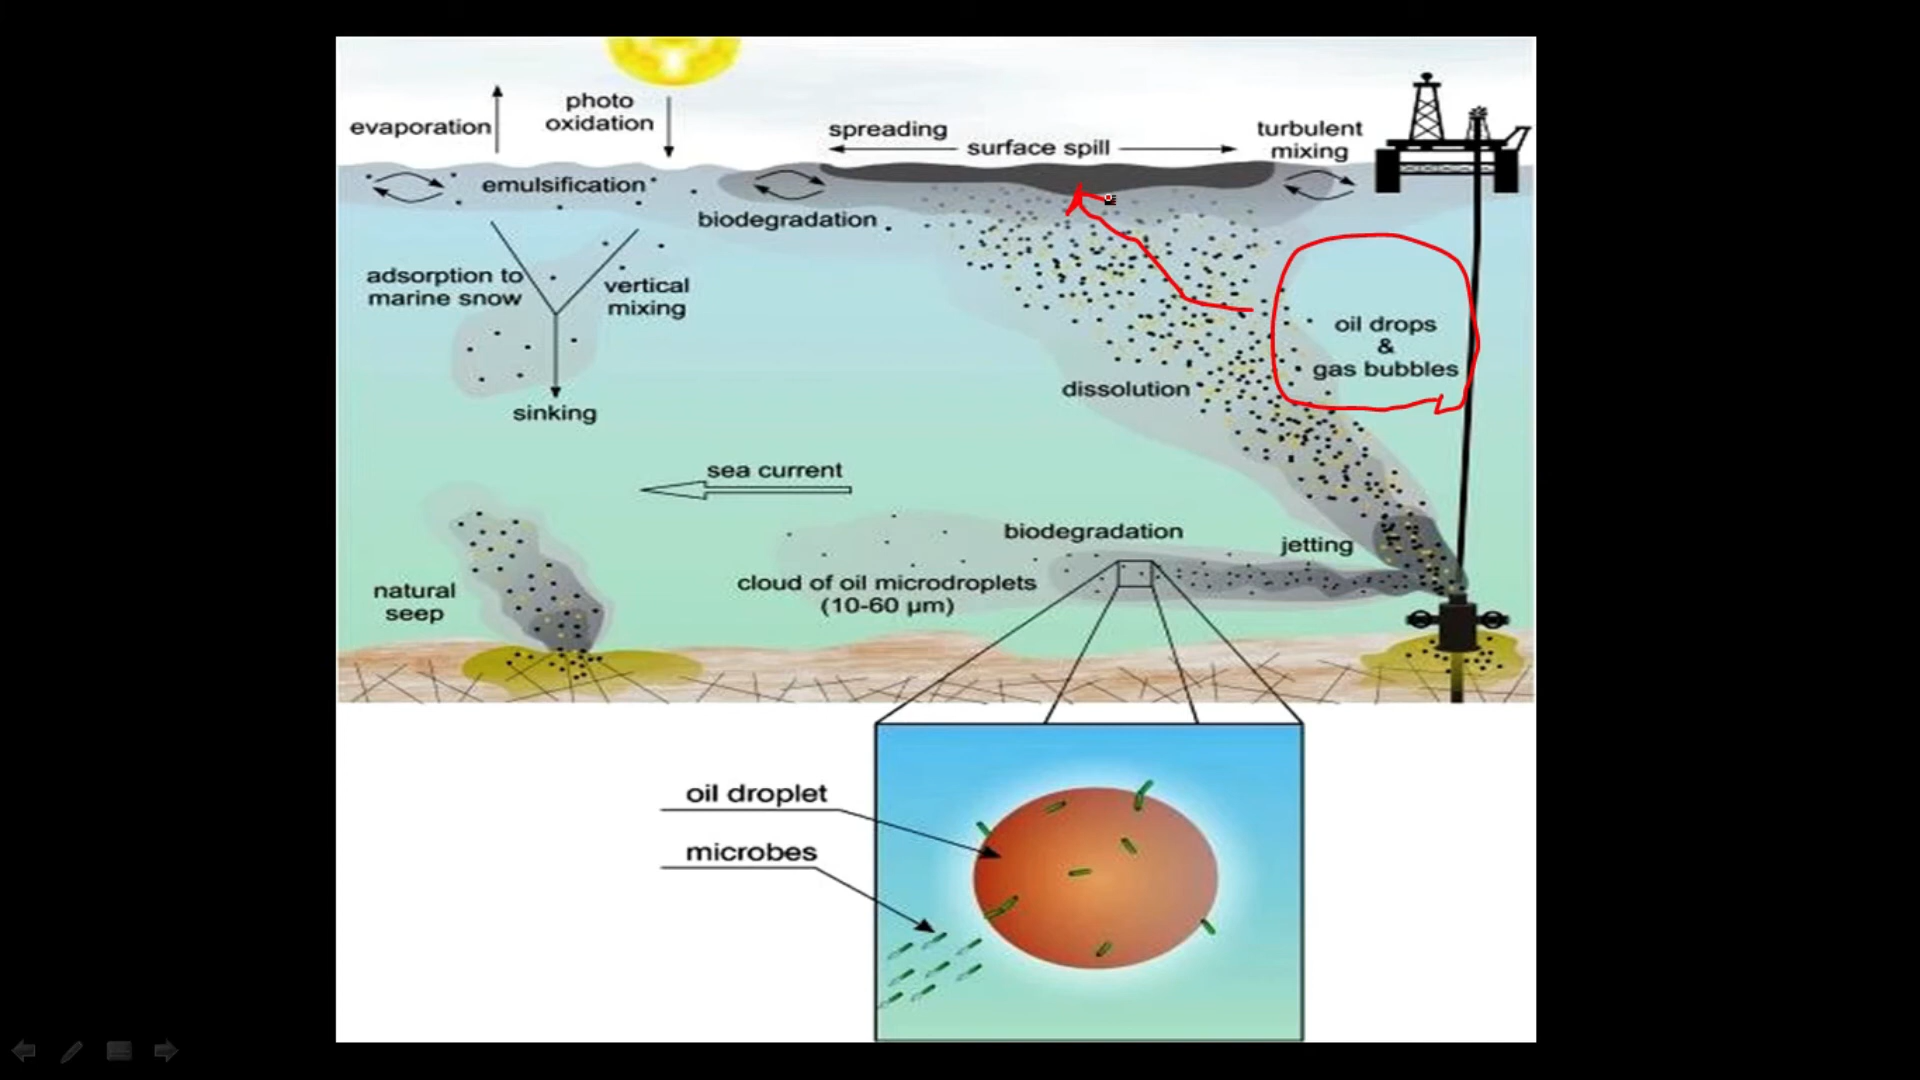 photo
oxidation
evaporation
spreading
surface spill
turbulent
mixing
emulsification
biodegradation
adsorption to
marine snow
vertical
mixing
oil drops
&
gas bubbles
dissolution
sinking
sea current
biodegradation
jetting
cloud of oil microdroplets
(10-60 µm)
natural
seep
oil droplet
microbes